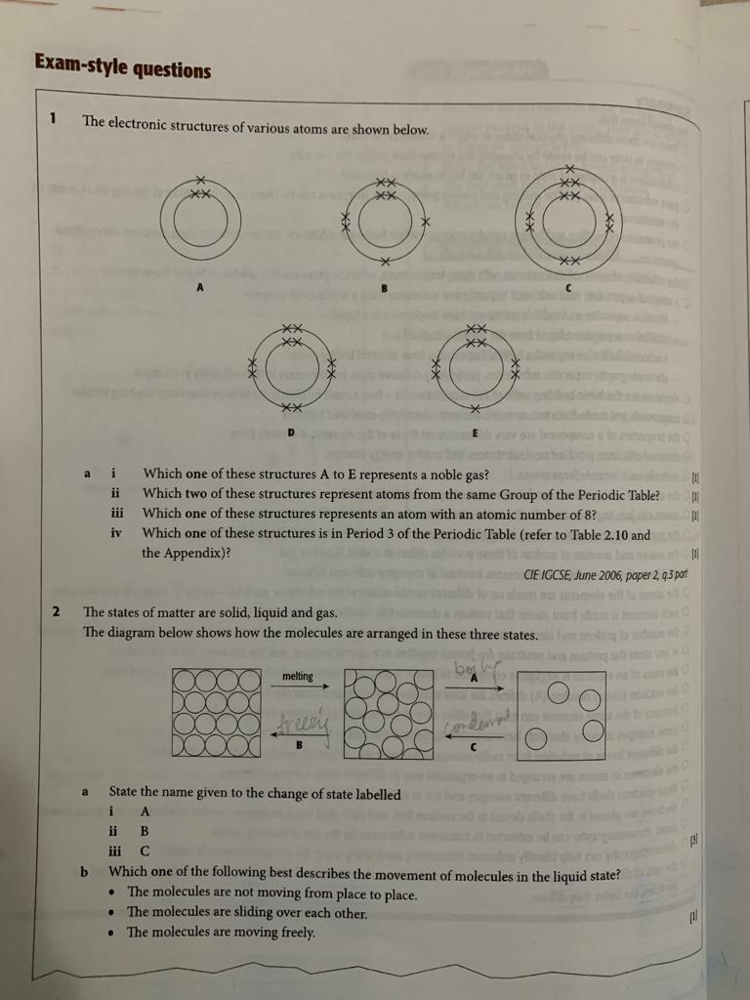 Exam-style questions
1 The electronic structures of various atoms are shown below.
A B C
D E
a i Which one of these structures A to E represents a noble gas? [1]
ii Which two of these structures represent atoms from the same Group of the Periodic Table? [1]
iii Which one of these structures represents an atom with an atomic number of 8? [1]
iv Which one of these structures is in Period 3 of the Periodic Table (refer to Table 2.10 and
the Appendix)? [1]
CIE IGCSE, June 2006, paper 2, q.3 part
2 The states of matter are solid, liquid and gas.
The diagram below shows how the molecules are arranged in these three states.
melting A
B C
a State the name given to the change of state labelled
i A
ii B
iii C [3]
b Which one of the following best describes the movement of molecules in the liquid state?
• The molecules are not moving from place to place.
• The molecules are sliding over each other. [1]
• The molecules are moving freely.